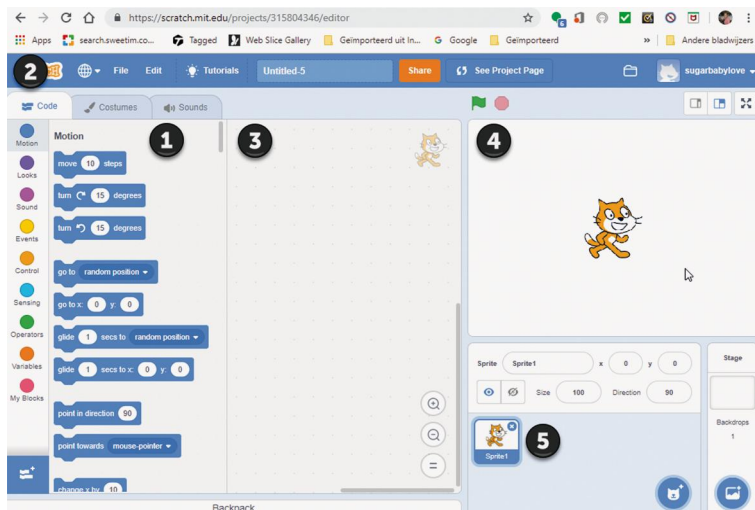 https://scratch.mit.edu/projects/315804346/editor
Apps search.sweetim.co... Tagged Web Slice Gallery Geïmporteerd uit In... G Google Geïmporteerd » Andere bladwijzers
2 File Edit Tutorials Untitled-5 Share See Project Page sugarbabylove
Code Costumes Sounds
1 3 4
Motion
Looks
Sound
Events
Control
Sensing
Operators
Variables
My Blocks
Motion
move 10 steps
turn 15 degrees
turn 15 degrees
go to random position
go to x: 0 y: 0
glide 1 secs to random position
glide 1 secs to x: 0 y: 0
point in direction 90
point towards mouse-pointer
change x by 10
Backpack
Sprite Sprite1 x 0 y 0
Size 100 Direction 90
Sprite1
5
Stage
Backdrops
1